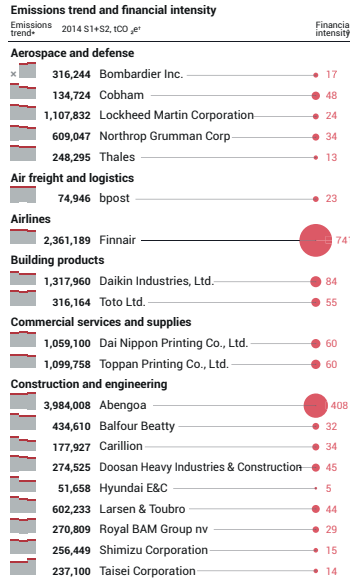 Emissions trend and financial intensity
Emissions trend* 2014 S1+S2, tCO2e† Financial intensity
Aerospace and defense
× 316,244 Bombardier Inc. 17
134,724 Cobham 48
1,107,832 Lockheed Martin Corporation 24
609,047 Northrop Grumman Corp 34
248,295 Thales 13
Air freight and logistics
74,946 bpost 23
Airlines
2,361,189 Finnair 741
Building products
1,317,960 Daikin Industries, Ltd. 84
316,164 Toto Ltd. 55
Commercial services and supplies
1,059,100 Dai Nippon Printing Co., Ltd. 60
1,099,758 Toppan Printing Co., Ltd. 60
Construction and engineering
3,984,008 Abengoa 408
434,610 Balfour Beatty 32
177,927 Carillion 34
274,525 Doosan Heavy Industries & Construction 45
51,658 Hyundai E&C 5
602,233 Larsen & Toubro 44
270,809 Royal BAM Group nv 29
256,449 Shimizu Corporation 15
237,100 Taisei Corporation 14